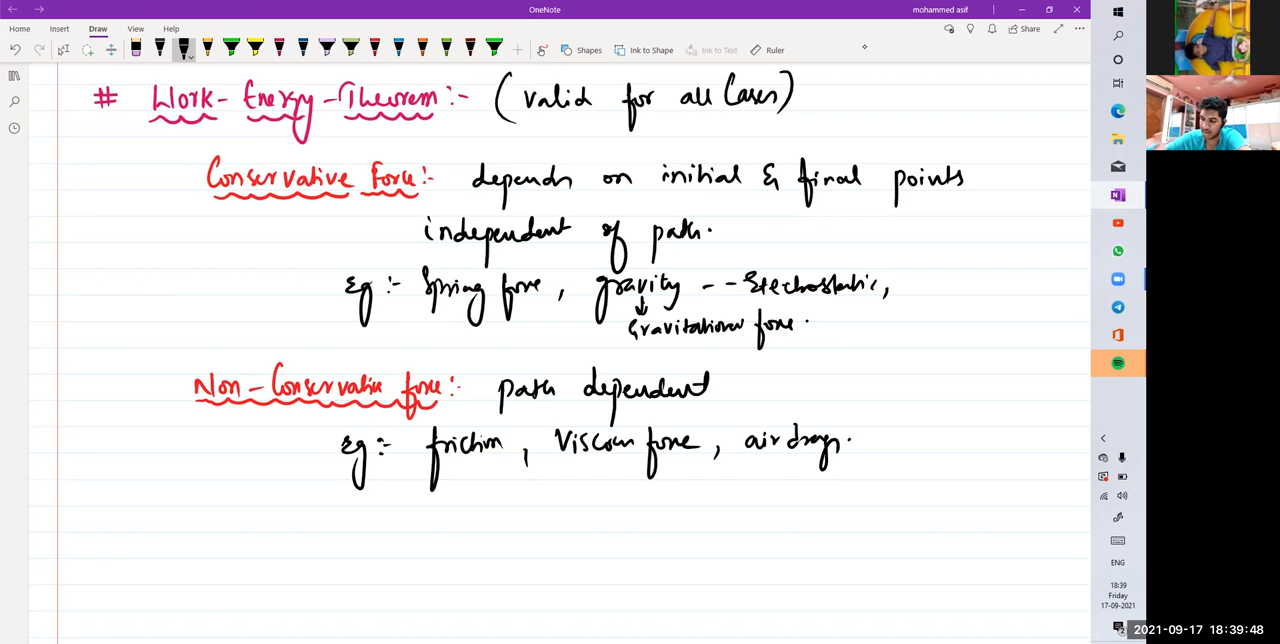 OneNote
mohammed asif
Home Insert Draw View Help
Shapes Ink to Shape Ink to Text Ruler Share
# Work-Energy-Theorem:- (valid for all Cases)
Conservative Force:- depends on initial & final points
independent of path.
Eg:- Spring force, gravity -- Electrostatic,
Gravitational force.
Non-Conservative force:- path dependent
Eg:- friction, Viscous force, air drag.
ENG
18:39
Friday
17-09-2021
2021-09-17 18:39:48